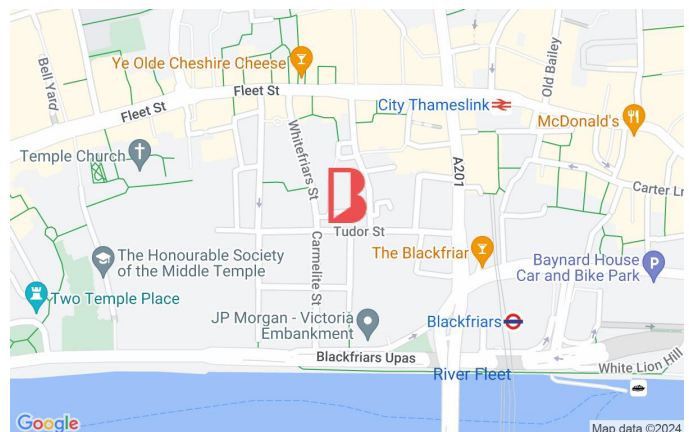 Bell Yard
Ye Olde Cheshire Cheese
Old Bailey
Fleet St
Fleet St
City Thameslink
McDonald's
Whitefriars St
Temple Church
A201
Carter Ln
B
Tudor St
The Honourable Society
of the Middle Temple
Carmelite St
The Blackfriar
Baynard House
Car and Bike Park
P
Two Temple Place
JP Morgan - Victoria
Embankment
Blackfriars
Blackfriars Upas
River Fleet
White Lion Hill
Google
Map data ©2024